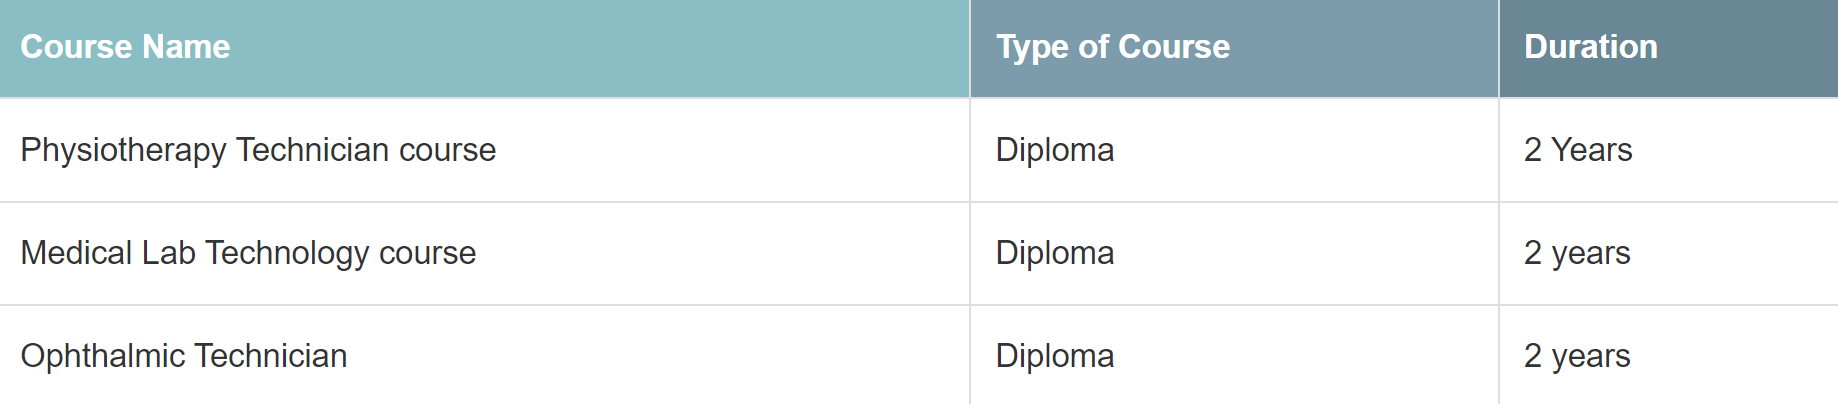 Course Name Type of Course Duration
Physiotherapy Technician course Diploma 2 Years
Medical Lab Technology course Diploma 2 years
Ophthalmic Technician Diploma 2 years